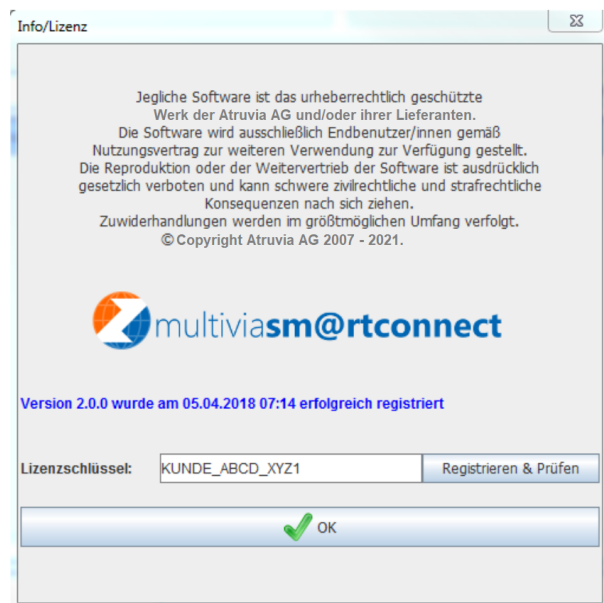 Info/Lizenz
Jegliche Software ist das urheberrechtlich geschützte
Werk der Atruvia AG und/oder ihrer Lieferanten.
Die Software wird ausschließlich Endbenutzer/innen gemäß
Nutzungsvertrag zur weiteren Verwendung zur Verfügung gestellt.
Die Reproduktion oder der Weitervertrieb der Software ist ausdrücklich
gesetzlich verboten und kann schwere zivilrechtliche und strafrechtliche
Konsequenzen nach sich ziehen.
Zuwiderhandlungen werden im größtmöglichen Umfang verfolgt.
© Copyright Atruvia AG 2007 - 2021.
multiviasm@rtconnect
Version 2.0.0 wurde am 05.04.2018 07:14 erfolgreich registriert
Lizenzschlüssel: KUNDE_ABCD_XYZ1 Registrieren & Prüfen
OK